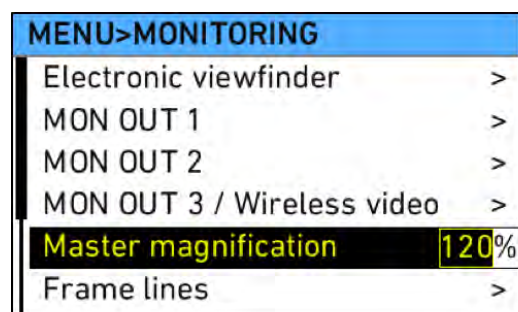 MENU>MONITORING
Electronic viewfinder >
MON OUT 1 >
MON OUT 2 >
MON OUT 3 / Wireless video >
Master magnification 120%
Frame lines >